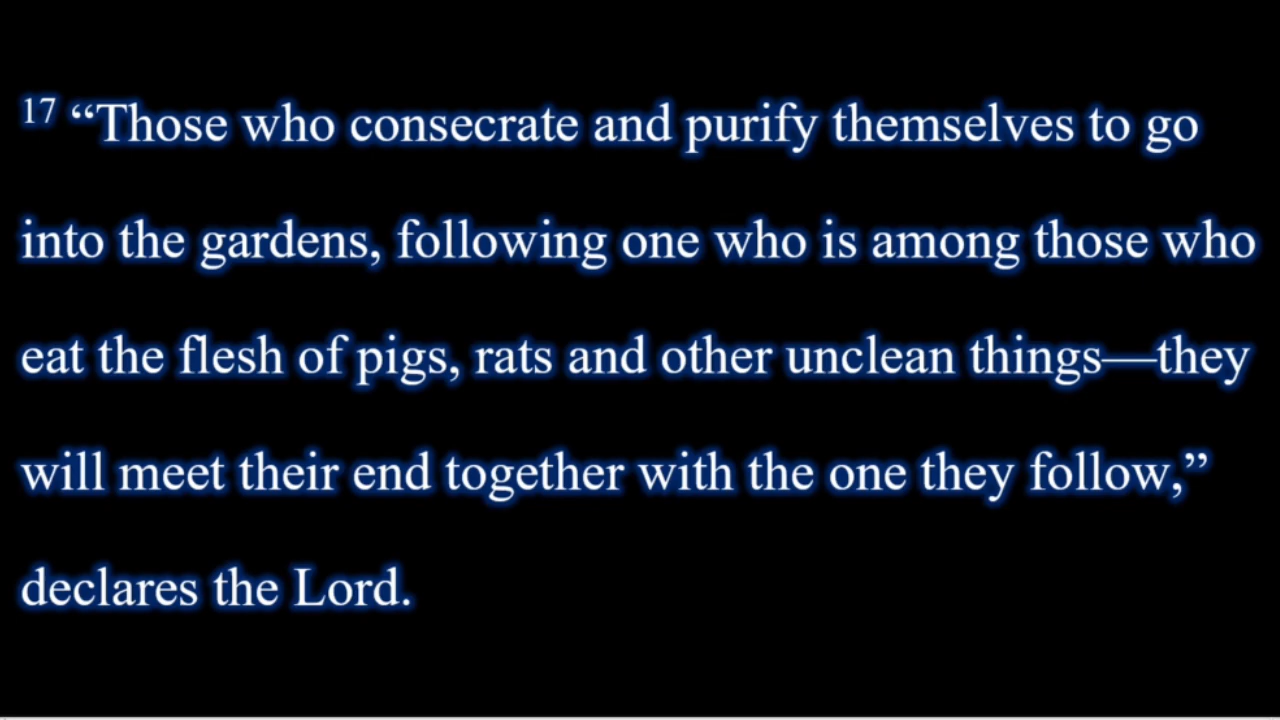 17 “Those who consecrate and purify themselves to go
into the gardens, following one who is among those who
eat the flesh of pigs, rats and other unclean things—they
will meet their end together with the one they follow,”
declares the Lord.